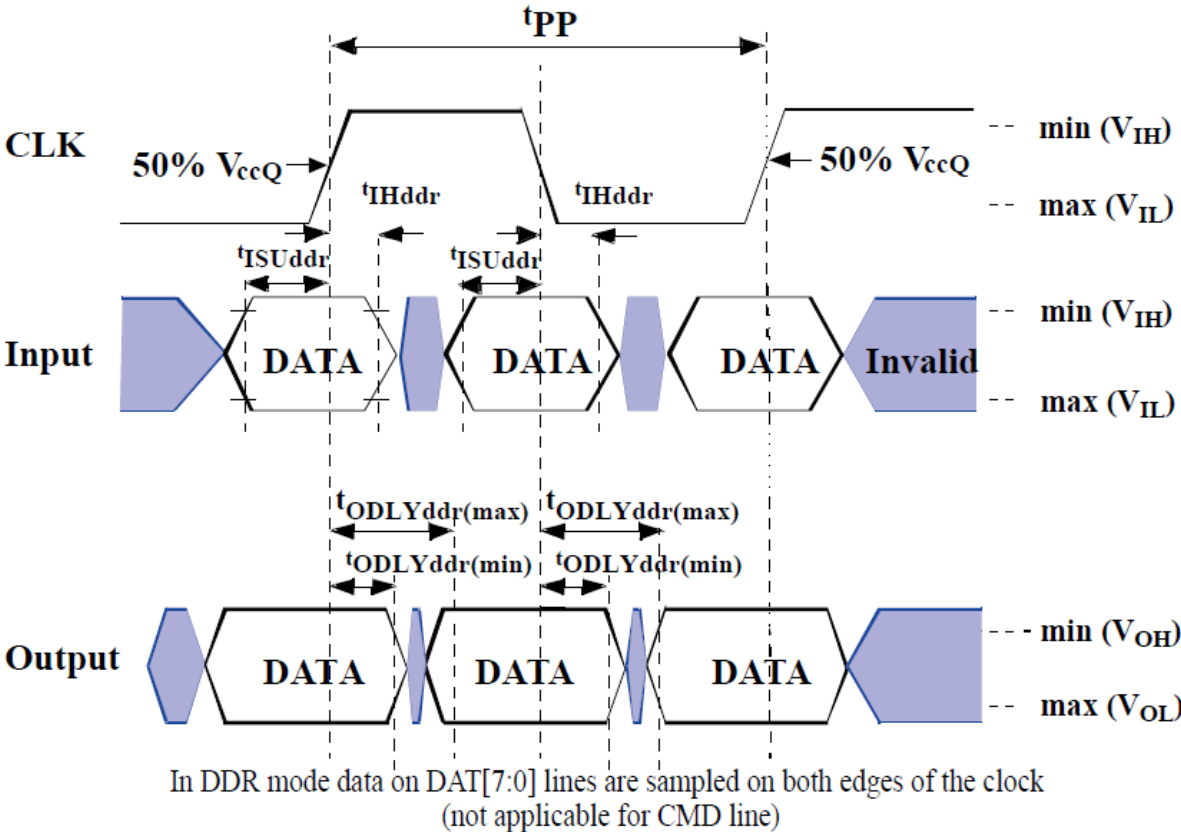 tPP
CLK
min (VIH)
50% VccQ
50% VccQ
tIHddr
tIHddr
max (VIL)
tISUddr
tISUddr
min (VIH)
Input
DATA
DATA
DATA
Invalid
max (VIL)
tODLYddr(max)
tODLYddr(max)
tODLYddr(min)
tODLYddr(min)
min (VOH)
Output
DATA
DATA
DATA
max (VOL)
In DDR mode data on DAT[7:0] lines are sampled on both edges of the clock
(not applicable for CMD line)